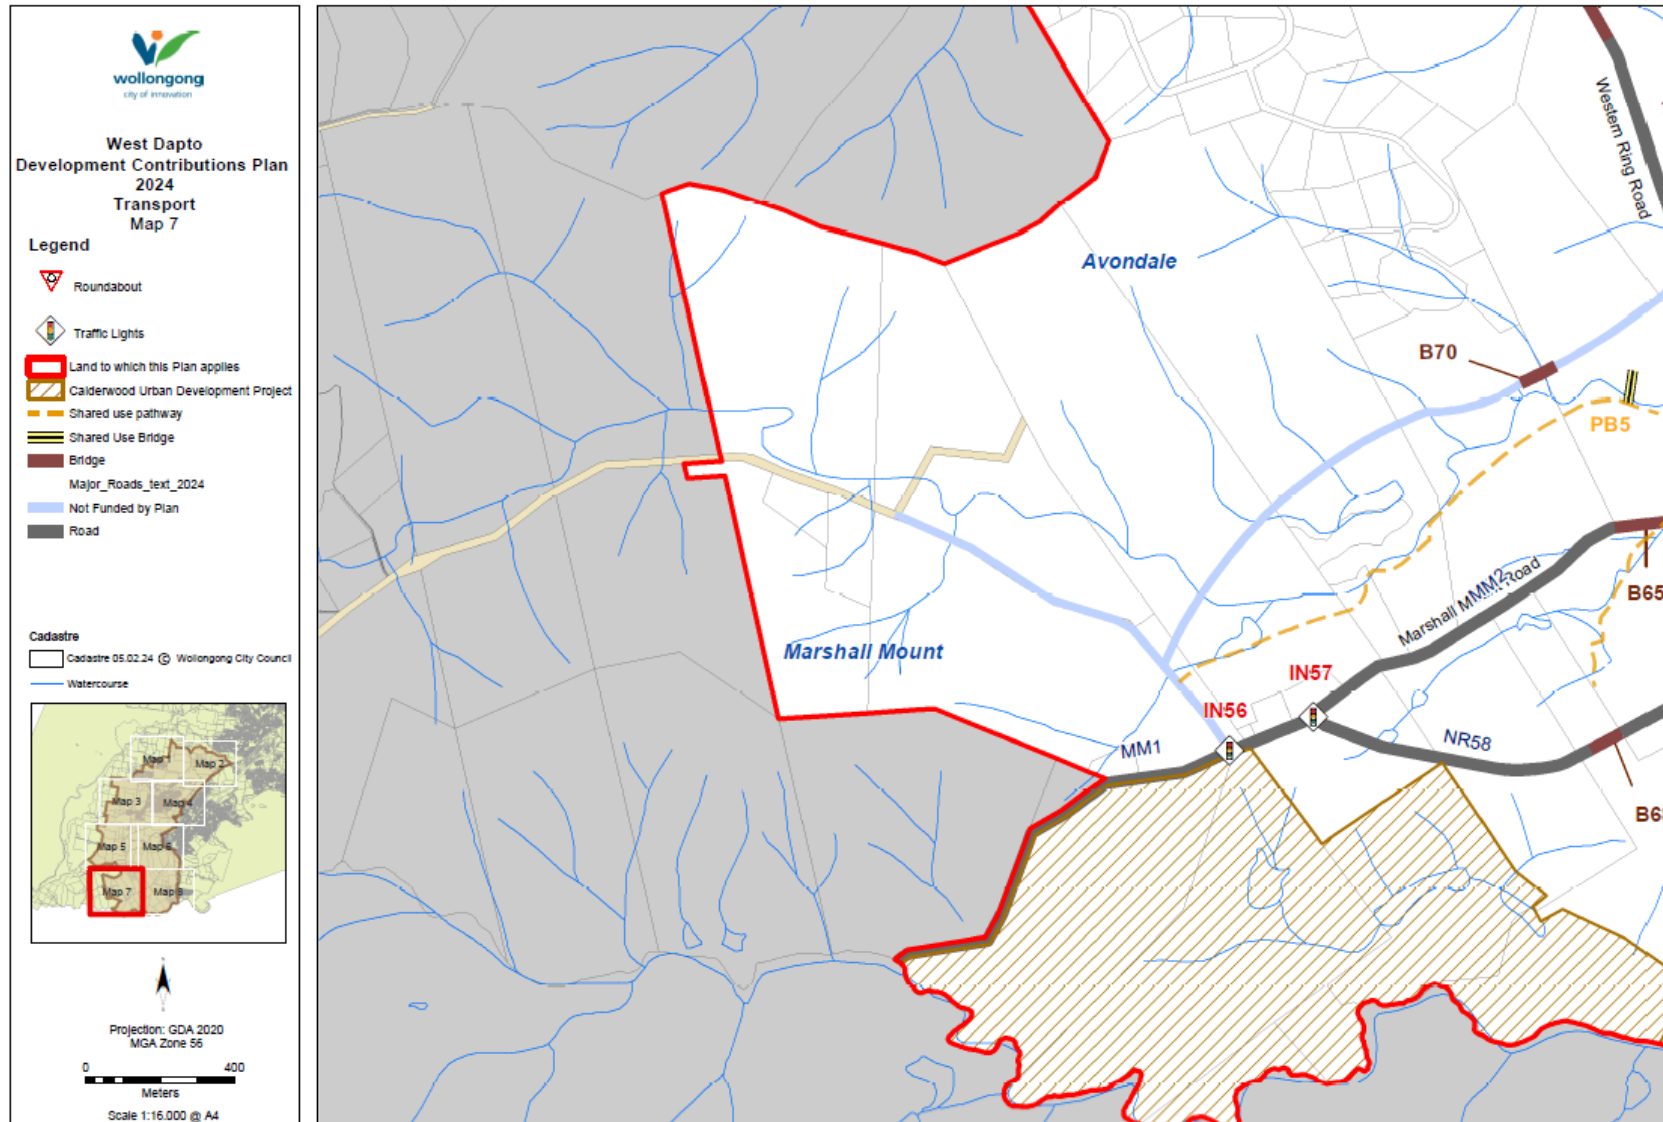 wollongong
city of innovation
West Dapto
Development Contributions Plan
2024
Transport
Map 7
Legend
Roundabout
Traffic Lights
Land to which this Plan applies
Calderwood Urban Development Project
Shared use pathway
Shared Use Bridge
Bridge
Major_Roads_text_2024
Not Funded by Plan
Road
Cadastre
Cadastre 05.02.24 © Wollongong City Council
Watercourse
Map 1
Map 2
Map 3
Map 4
Map 5
Map 6
Map 7
Map 8
Projection: GDA 2020
MGA Zone 56
0 400
Meters
Scale 1:16,000 @ A4
Western Ring Road
Avondale
B70
PB5
Marshall M
MM2
Road
B65
Marshall Mount
IN57
IN56
MM1
NR58